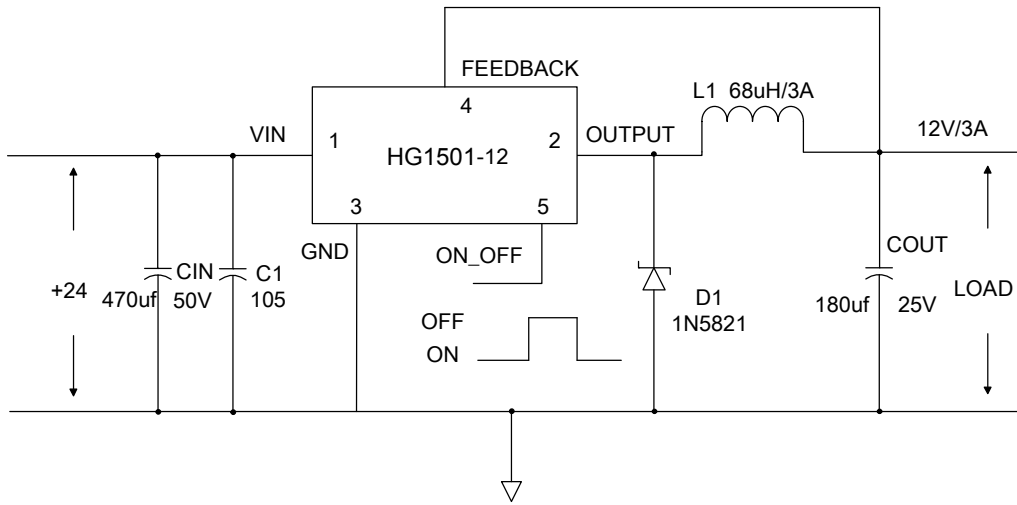 FEEDBACK
4
L1 68uH/3A
VIN
1
HG1501-12
2
OUTPUT
12V/3A
3
5
GND
ON_OFF
COUT
CIN
C1
+24
470uf
50V
105
D1
1N5821
180uf
25V
LOAD
OFF
ON